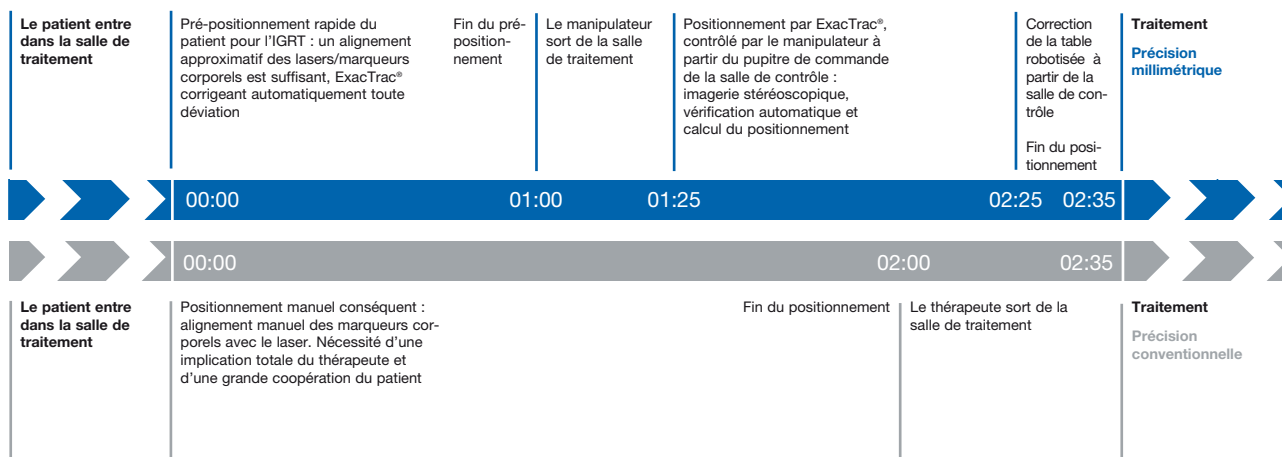 Le patient entre
dans la salle de
traitement
Pré-positionnement rapide du
patient pour l'IGRT : un alignement
approximatif des lasers/marqueurs
corporels est suffisant, ExacTrac®
corrigeant automatiquement toute
déviation
Fin du pré-
position-
nement
Le manipulateur
sort de la salle
de traitement
Positionnement par ExacTrac®,
contrôlé par le manipulateur à
partir du pupitre de commande
de la salle de contrôle :
imagerie stéréoscopique,
vérification automatique et
calcul du positionnement
Correction
de la table
robotisée à
partir de la
salle de con-
trôle
Fin du posi-
tionnement
Traitement
Précision
millimétrique
00:00 01:00 01:25 02:25 02:35
00:00 02:00 02:35
Le patient entre
dans la salle de
traitement
Positionnement manuel conséquent :
alignement manuel des marqueurs cor-
porels avec le laser. Nécessité d'une
implication totale du thérapeute et
d'une grande coopération du patient
Fin du positionnement
Le thérapeute sort de la
salle de traitement
Traitement
Précision
conventionnelle